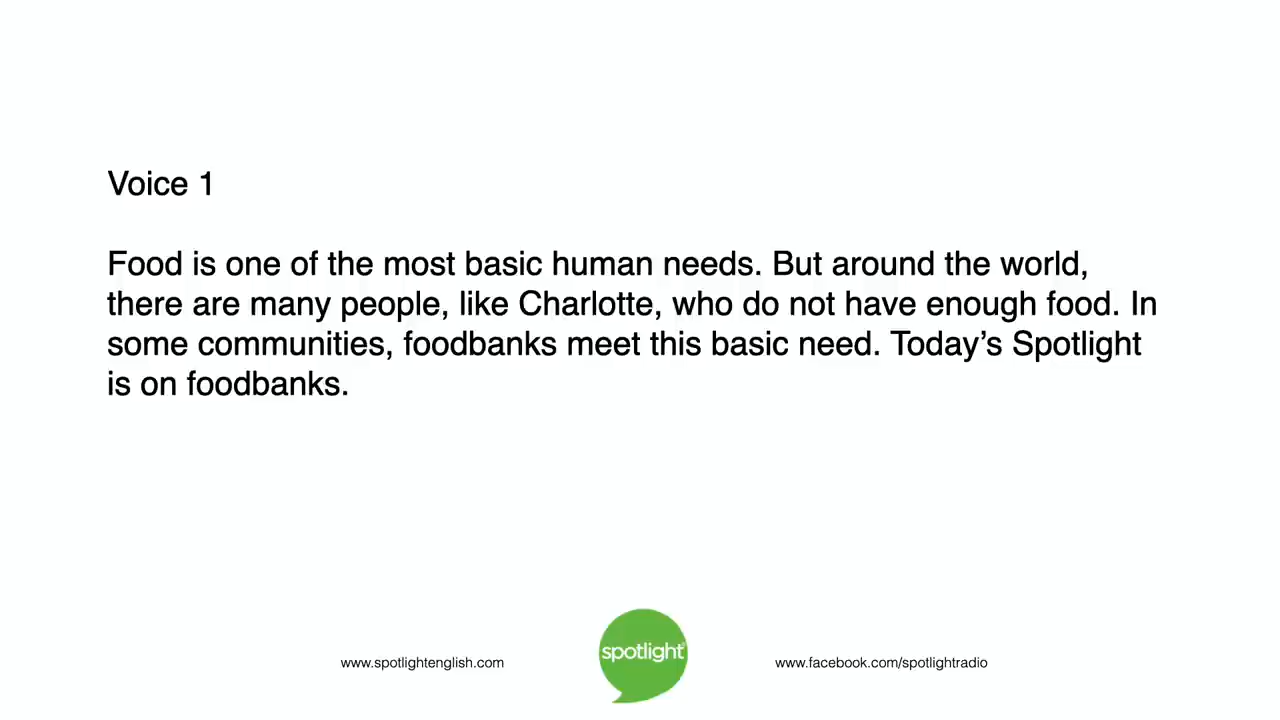 Voice 1
Food is one of the most basic human needs. But around the world,
there are many people, like Charlotte, who do not have enough food. In
some communities, foodbanks meet this basic need. Today’s Spotlight
is on foodbanks.
www.spotlightenglish.com
spotlight
www.facebook.com/spotlightradio